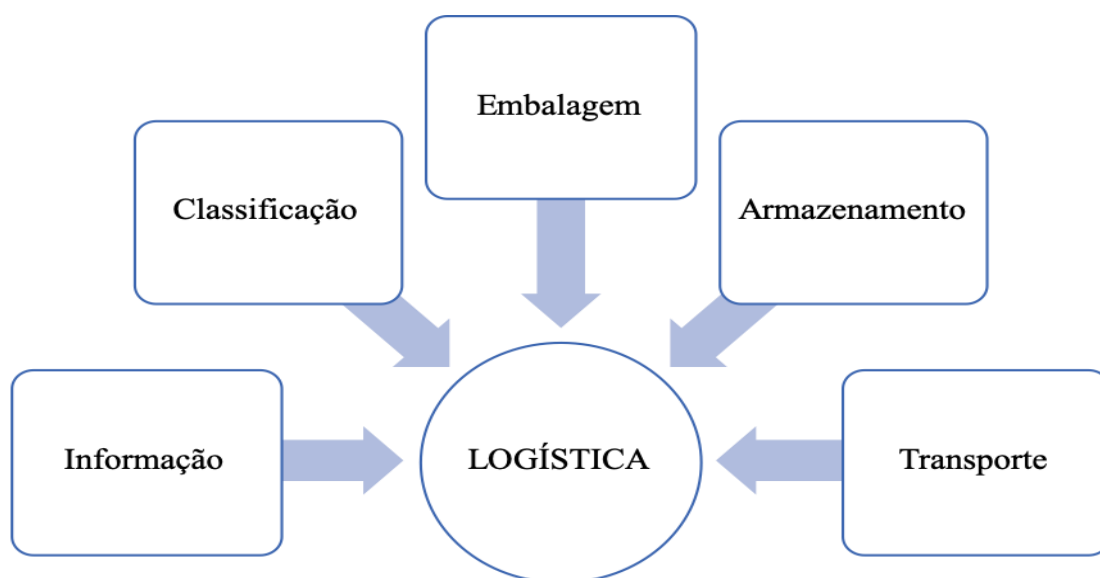 Embalagem
Classificação
Armazenamento
Informação
LOGÍSTICA
Transporte